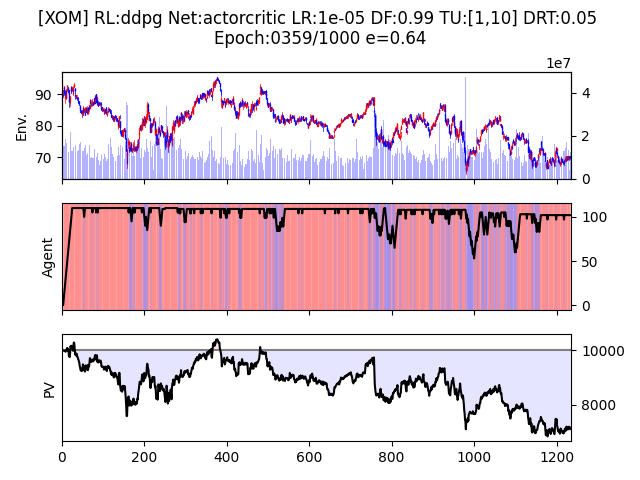 [XOM] RL:ddpg Net:actorcritic LR:1e-05 DF:0.99 TU:[1,10] DRT:0.05
Epoch:0359/1000 e=0.64
1e7
90
80
70
Env.
4
2
0
Agent
100
50
0
PV
10000
8000
0 200 400 600 800 1000 1200